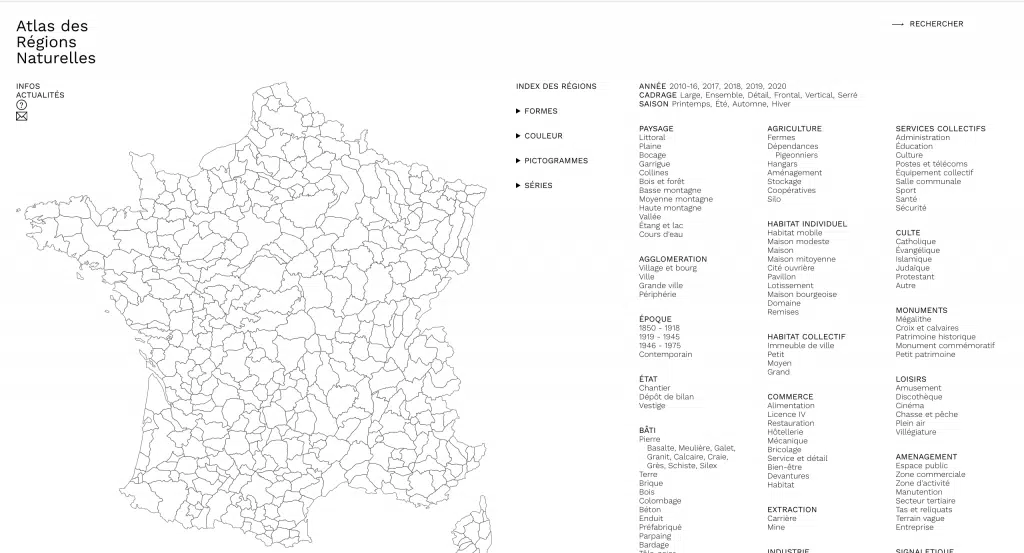 Atlas des
Régions
Naturelles
RECHERCHER
INFOS
ACTUALITÉS
?
INDEX DES RÉGIONS
FORMES
COULEUR
PICTOGRAMMES
SÉRIES
ANNÉE 2010-16, 2017, 2018, 2019, 2020
CADRAGE Large, Ensemble, Détail, Frontal, Vertical, Serré
SAISON Printemps, Été, Automne, Hiver
PAYSAGE
Littoral
Plaine
Bocage
Garrigue
Collines
Bois et forêt
Basse montagne
Moyenne montagne
Haute montagne
Vallée
Étang et lac
Cours d'eau
AGGLOMERATION
Village et bourg
Ville
Grande ville
Périphérie
ÉPOQUE
1850 - 1918
1919 - 1945
1946 - 1975
Contemporain
ÉTAT
Chantier
Dépôt de bilan
Vestige
BÂTI
Pierre
Basalte, Meulière, Galet,
Granit, Calcaire, Craie,
Grès, Schiste, Silex
Terre
Brique
Bois
Colombage
Béton
Enduit
Préfabriqué
Parpaing
Bardage
AGRICULTURE
Fermes
Dépendances
Pigeonniers
Hangars
Aménagement
Stockage
Coopératives
Silo
HABITAT INDIVIDUEL
Habitat mobile
Maison modeste
Maison
Maison mitoyenne
Cité ouvrière
Pavillon
Lotissement
Maison bourgeoise
Domaine
Remises
HABITAT COLLECTIF
Immeuble de ville
Petit
Moyen
Grand
COMMERCE
Alimentation
Licence IV
Restauration
Hôtellerie
Mécanique
Bricolage
Service et détail
Bien-être
Devantures
Habitat
EXTRACTION
Carrière
Mine
INDUSTRIE
SERVICES COLLECTIFS
Administration
Éducation
Culture
Postes et télécoms
Équipement collectif
Salle communale
Sport
Santé
Sécurité
CULTE
Catholique
Évangélique
Islamique
Judaïque
Protestant
Autre
MONUMENTS
Mégalithe
Croix et calvaires
Patrimoine historique
Monument commémoratif
Petit patrimoine
LOISIRS
Amusement
Discothèque
Cinéma
Chasse et pêche
Plein air
Villégiature
AMENAGEMENT
Espace public
Zone commerciale
Zone d'activité
Manutention
Secteur tertiaire
Tas et reliquats
Terrain vague
Entreprise
SIGNALETIQUE